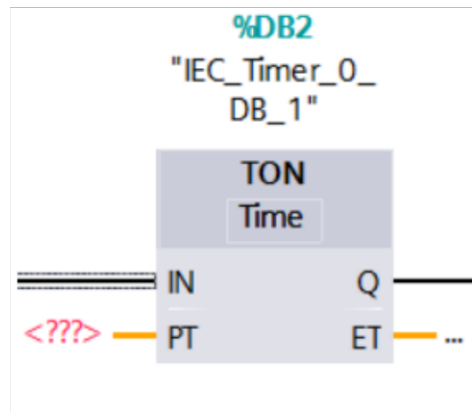 %DB2
"IEC_Timer_0_
DB_1"
TON
Time
IN Q
<???> PT ET ...